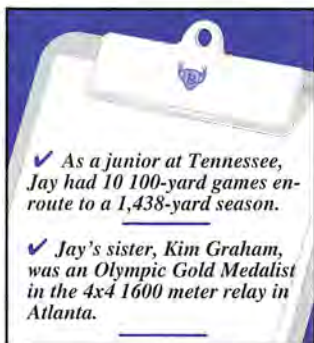 ✔ As a junior at Tennessee,
Jay had 10 100-yard games en-
route to a 1,438-yard season.
✔ Jay's sister, Kim Graham,
was an Olympic Gold Medalist
in the 4x4 1600 meter relay in
Atlanta.